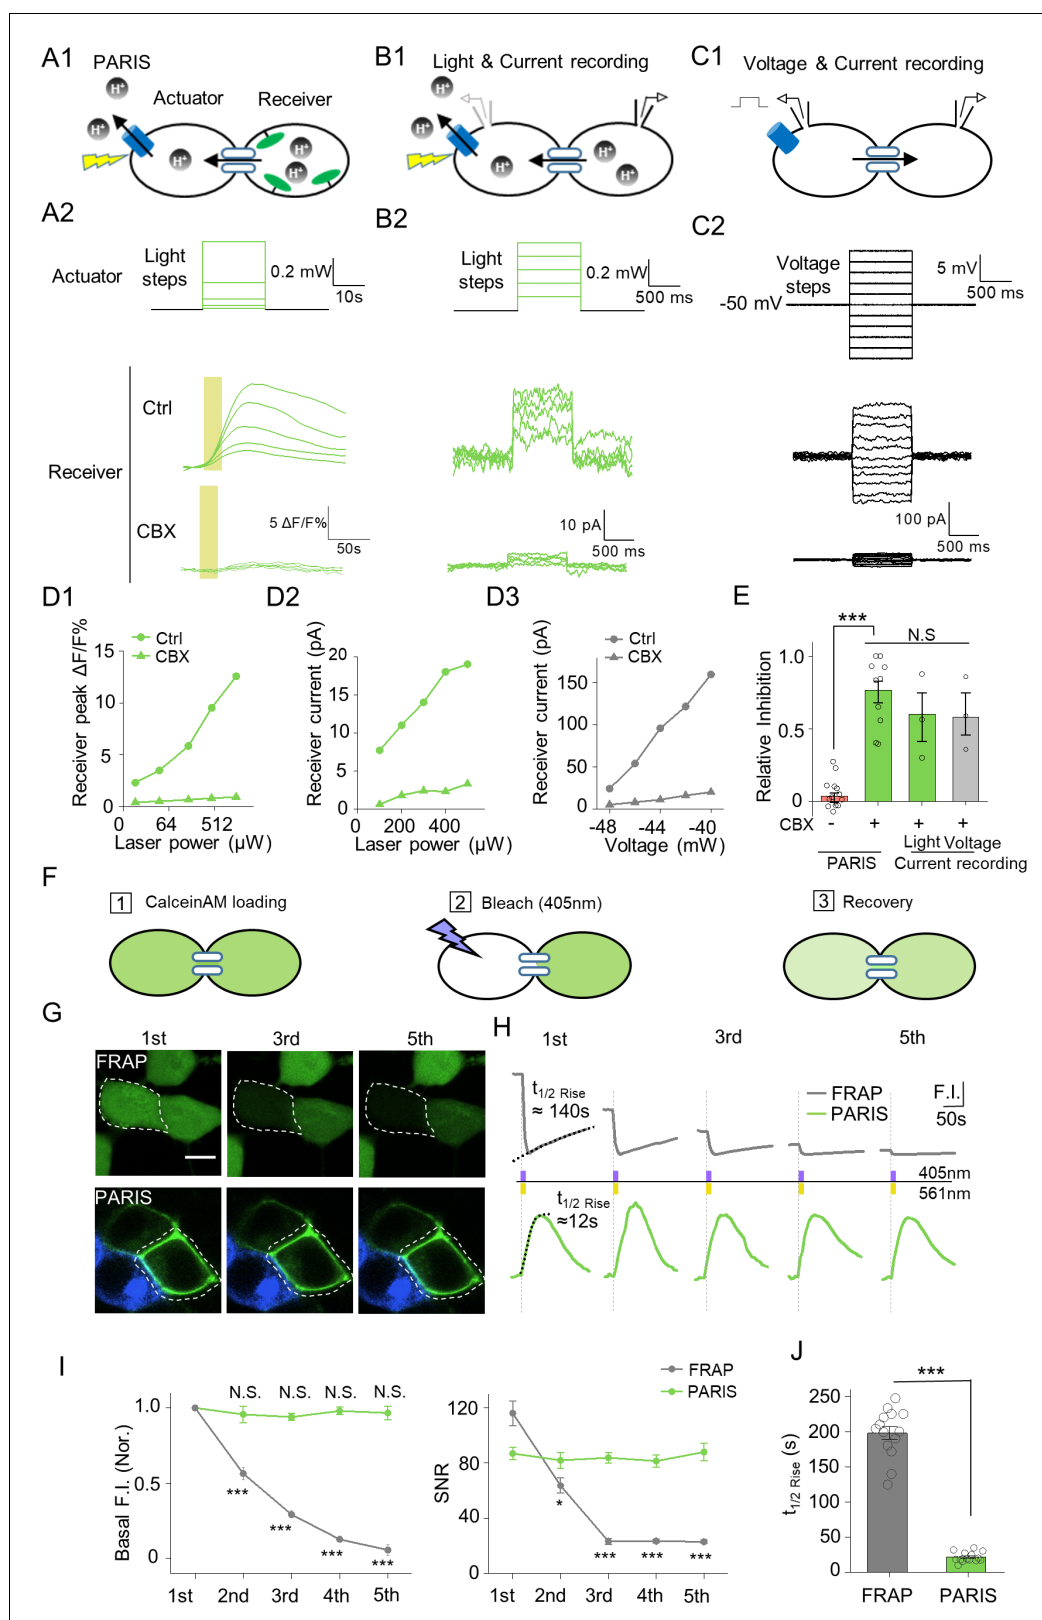 A1
PARIS
H⁺
Actuator
Receiver
H⁺
H⁺
H⁺
H⁺
B1
Light & Current recording
H⁺
H⁺
H⁺
H⁺
H⁺
C1
Voltage & Current recording
A2
Actuator
Light steps
0.2 mW
10s
B2
Light steps
0.2 mW
500 ms
C2
Voltage steps
5 mV
500 ms
-50 mV
Receiver
Ctrl
CBX
5 ΔF/F%
50s
10 pA
500 ms
100 pA
500 ms
D1
Receiver peak ΔF/F%
Ctrl
CBX
15
10
5
0
0
64
512
Laser power (μW)
D2
Receiver current (pA)
Ctrl
CBX
20
15
10
5
0
200
400
Laser power (μW)
D3
Receiver current (pA)
Ctrl
CBX
150
100
50
0
-48
-44
-40
Voltage (mW)
E
Relative Inhibition
***
N.S
1.0
0.5
0
CBX
-
+
+
+
PARIS
Light Voltage
Current recording
F
1 CalceinAM loading
2 Bleach (405nm)
3 Recovery
G
1st
3rd
5th
FRAP
PARIS
H
1st
3rd
5th
t1/2 Rise
≈ 140s
FRAP
PARIS
F.I.
50s
405nm
561nm
t1/2 Rise
≈12s
I
FRAP
PARIS
Basal F.I. (Nor.)
1.0
0.5
0
N.S.
N.S.
N.S.
N.S.
***
***
***
***
1st
2nd
3rd
4th
5th
SNR
120
80
40
0
*
***
***
***
1st
2nd
3rd
4th
5th
J
t1/2 Rise (s)
***
250
200
150
100
50
0
FRAP
PARIS